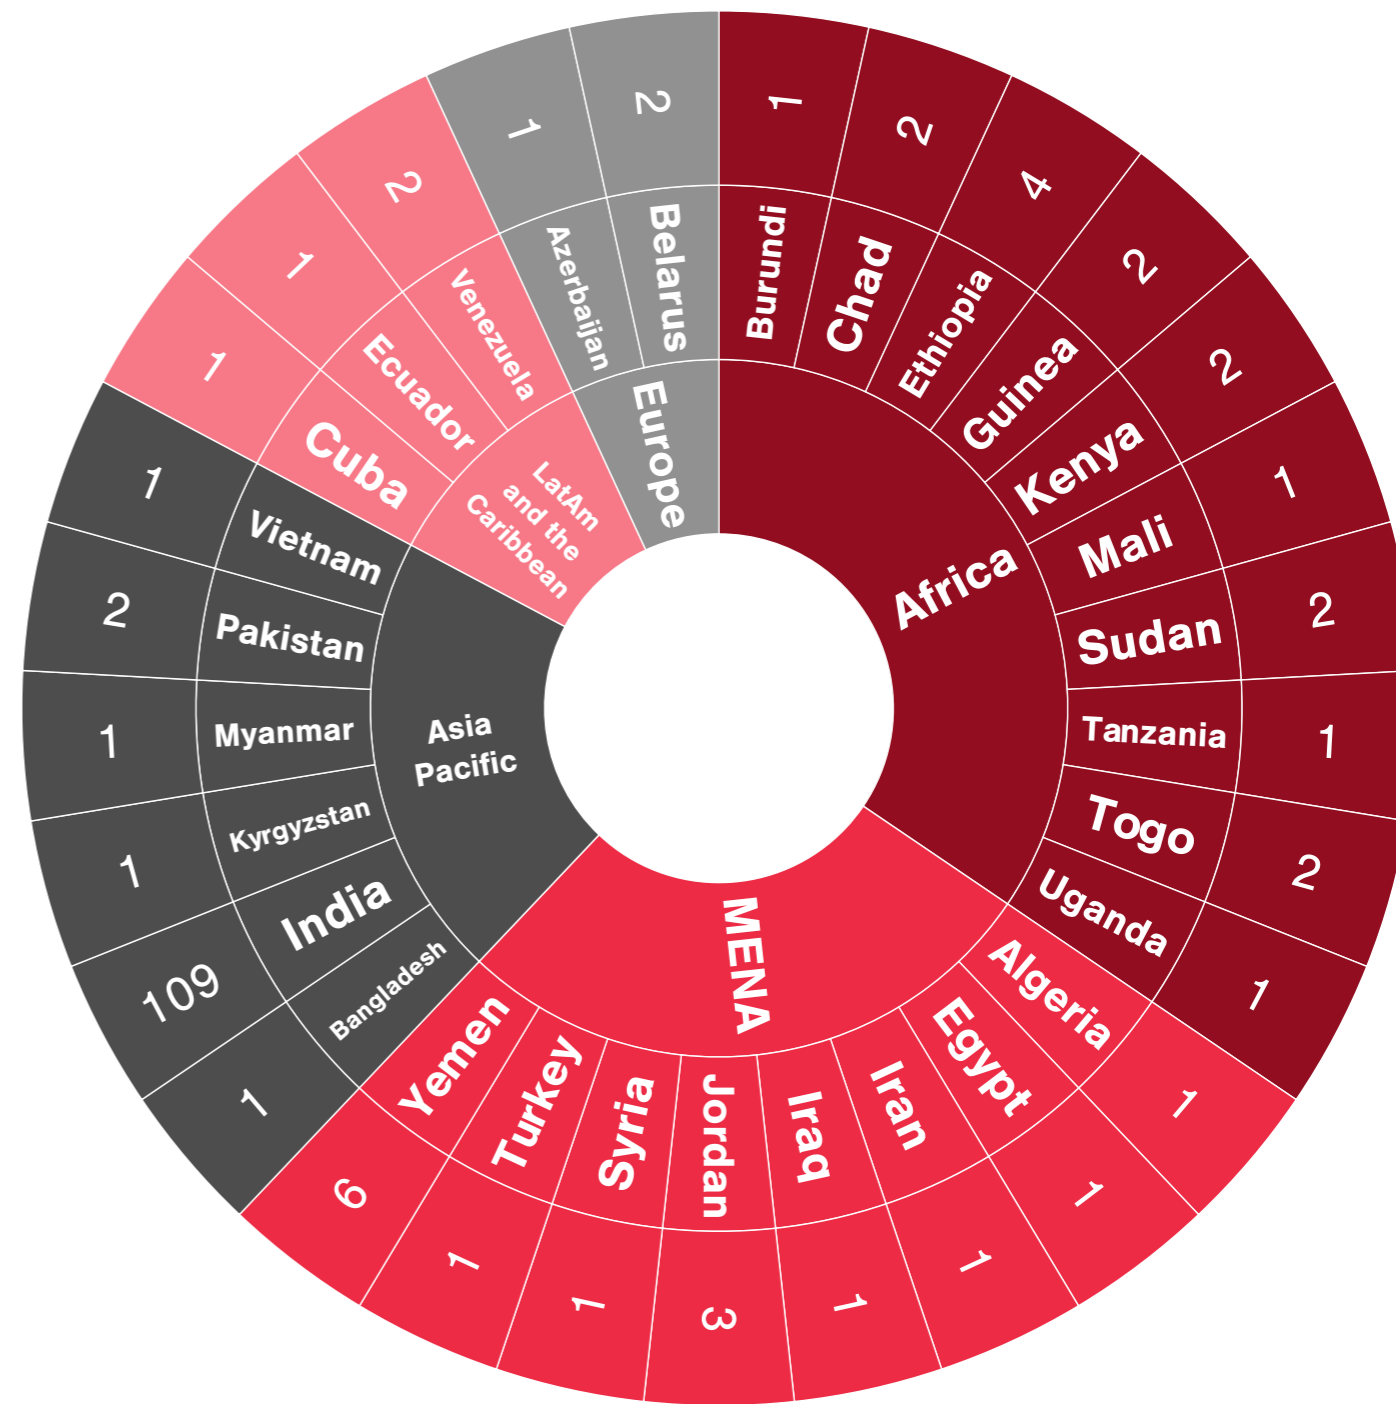 Africa
Burundi
1
Chad
2
Ethiopia
4
Guinea
2
Kenya
2
Mali
1
Sudan
2
Tanzania
1
Togo
2
Uganda
1
MENA
Algeria
1
Egypt
1
Iran
1
Iraq
1
Jordan
3
Syria
1
Turkey
1
Yemen
6
Asia
Pacific
Bangladesh
1
India
109
Kyrgyzstan
1
Myanmar
1
Pakistan
2
Vietnam
1
LatAm
and the
Caribbean
Cuba
1
Ecuador
1
Venezuela
2
Europe
Azerbaijan
1
Belarus
2